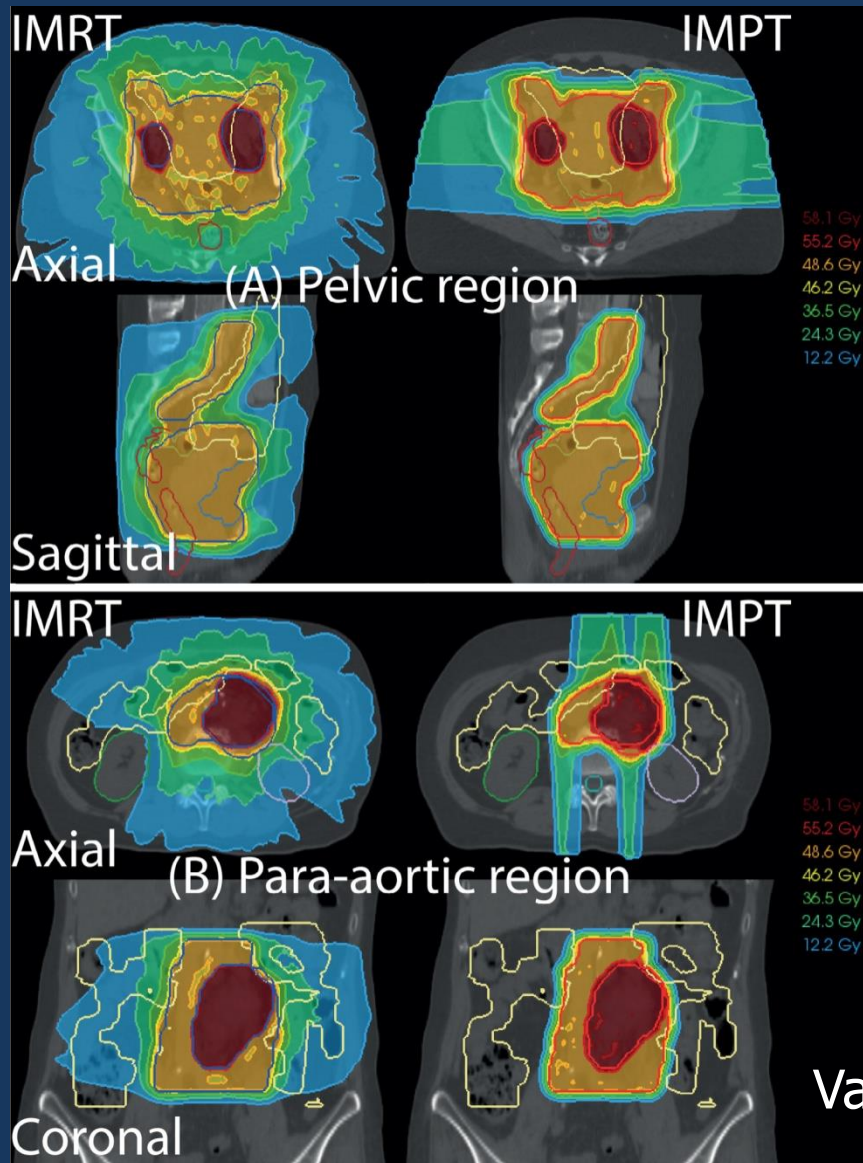 IMRT
IMPT
58.1 Gy
55.2 Gy
48.6 Gy
46.2 Gy
36.5 Gy
24.3 Gy
12.2 Gy
Axial
(A) Pelvic region
Sagittal
IMRT
IMPT
58.1 Gy
55.2 Gy
48.6 Gy
46.2 Gy
36.5 Gy
24.3 Gy
12.2 Gy
Axial
(B) Para-aortic region
Coronal
Va